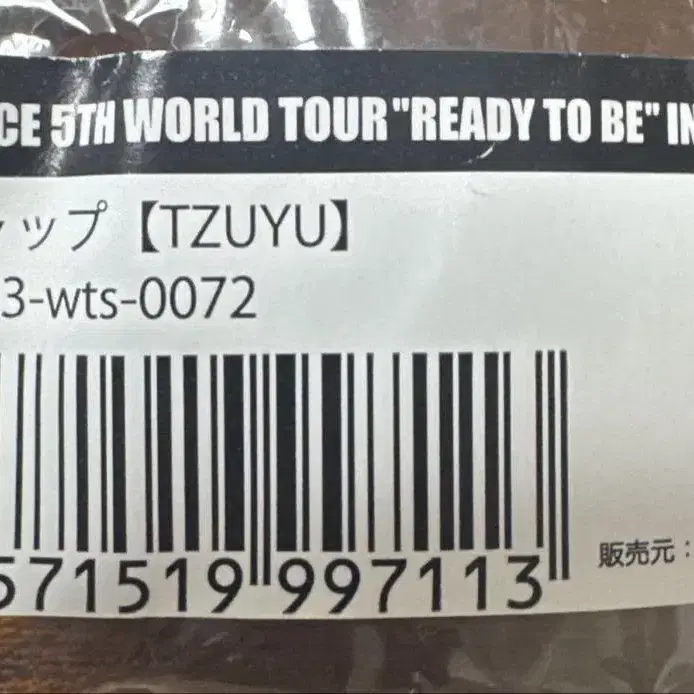 CE 5TH WORLD TOUR "READY TO BE" IN
ップ【TZUYU】
3-wts-0072
571519 997113
販売元：